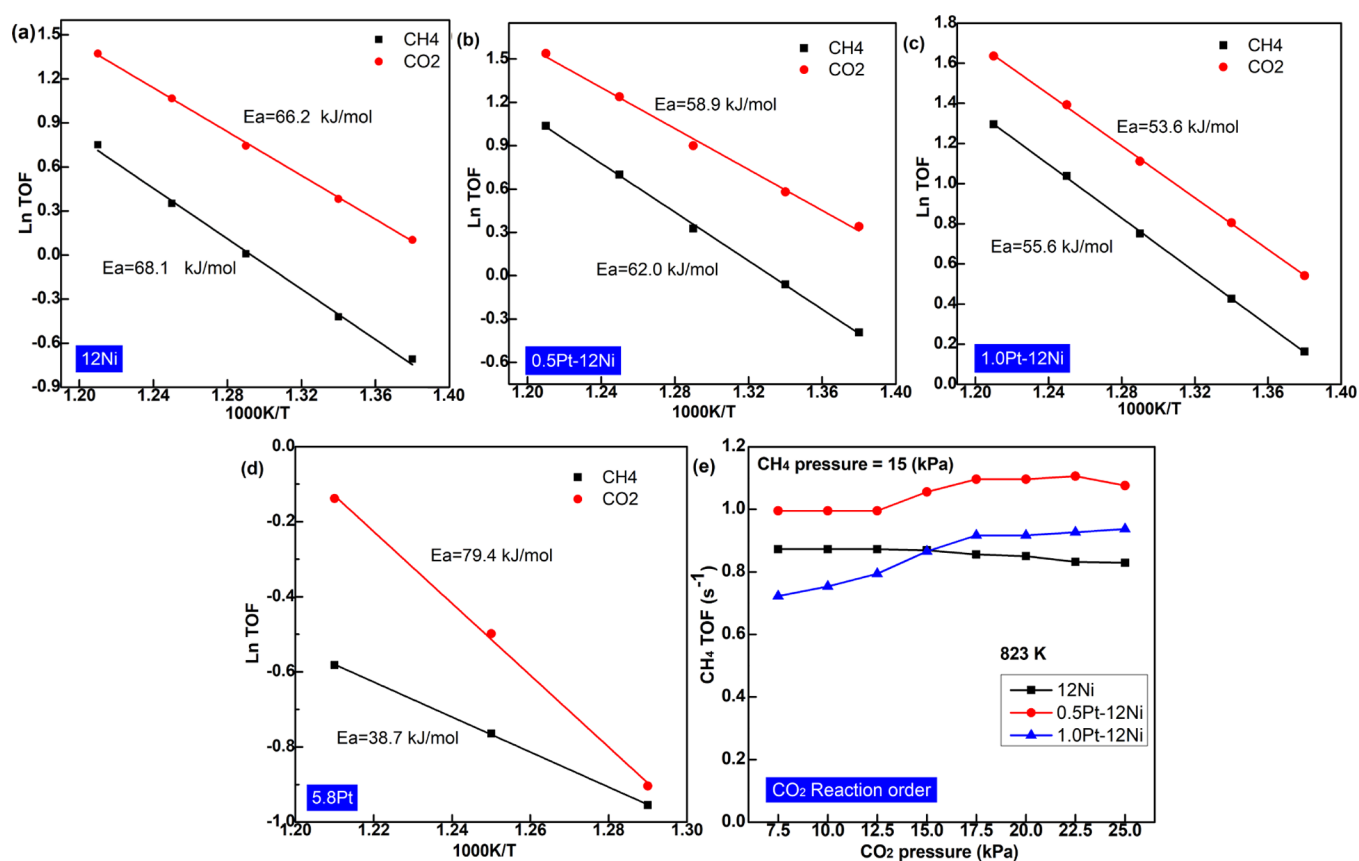 (a)
CH4
CO2
Ea=66.2 kJ/mol
Ea=68.1 kJ/mol
12Ni
Ln TOF
1.5
1.2
0.9
0.6
0.3
0.0
-0.3
-0.6
-0.9
1.20 1.24 1.28 1.32 1.36 1.40
1000K/T
(b)
CH4
CO2
Ea=58.9 kJ/mol
Ea=62.0 kJ/mol
0.5Pt-12Ni
Ln TOF
1.5
1.2
0.9
0.6
0.3
0.0
-0.3
-0.6
1.20 1.24 1.28 1.32 1.36 1.40
1000K/T
(c)
CH4
CO2
Ea=53.6 kJ/mol
Ea=55.6 kJ/mol
1.0Pt-12Ni
Ln TOF
1.8
1.6
1.4
1.2
1.0
0.8
0.6
0.4
0.2
0.0
1.20 1.24 1.28 1.32 1.36 1.40
1000K/T
(d)
CH4
CO2
Ea=79.4 kJ/mol
Ea=38.7 kJ/mol
5.8Pt
Ln TOF
0.0
-0.2
-0.4
-0.6
-0.8
-1.0
1.20 1.22 1.24 1.26 1.28 1.30
1000K/T
(e)
CH₄ pressure = 15 (kPa)
823 K
12Ni
0.5Pt-12Ni
1.0Pt-12Ni
CO₂ Reaction order
CH₄ TOF (s⁻¹)
1.2
1.0
0.8
0.6
0.4
0.2
0.0
7.5 10.0 12.5 15.0 17.5 20.0 22.5 25.0
CO₂ pressure (kPa)